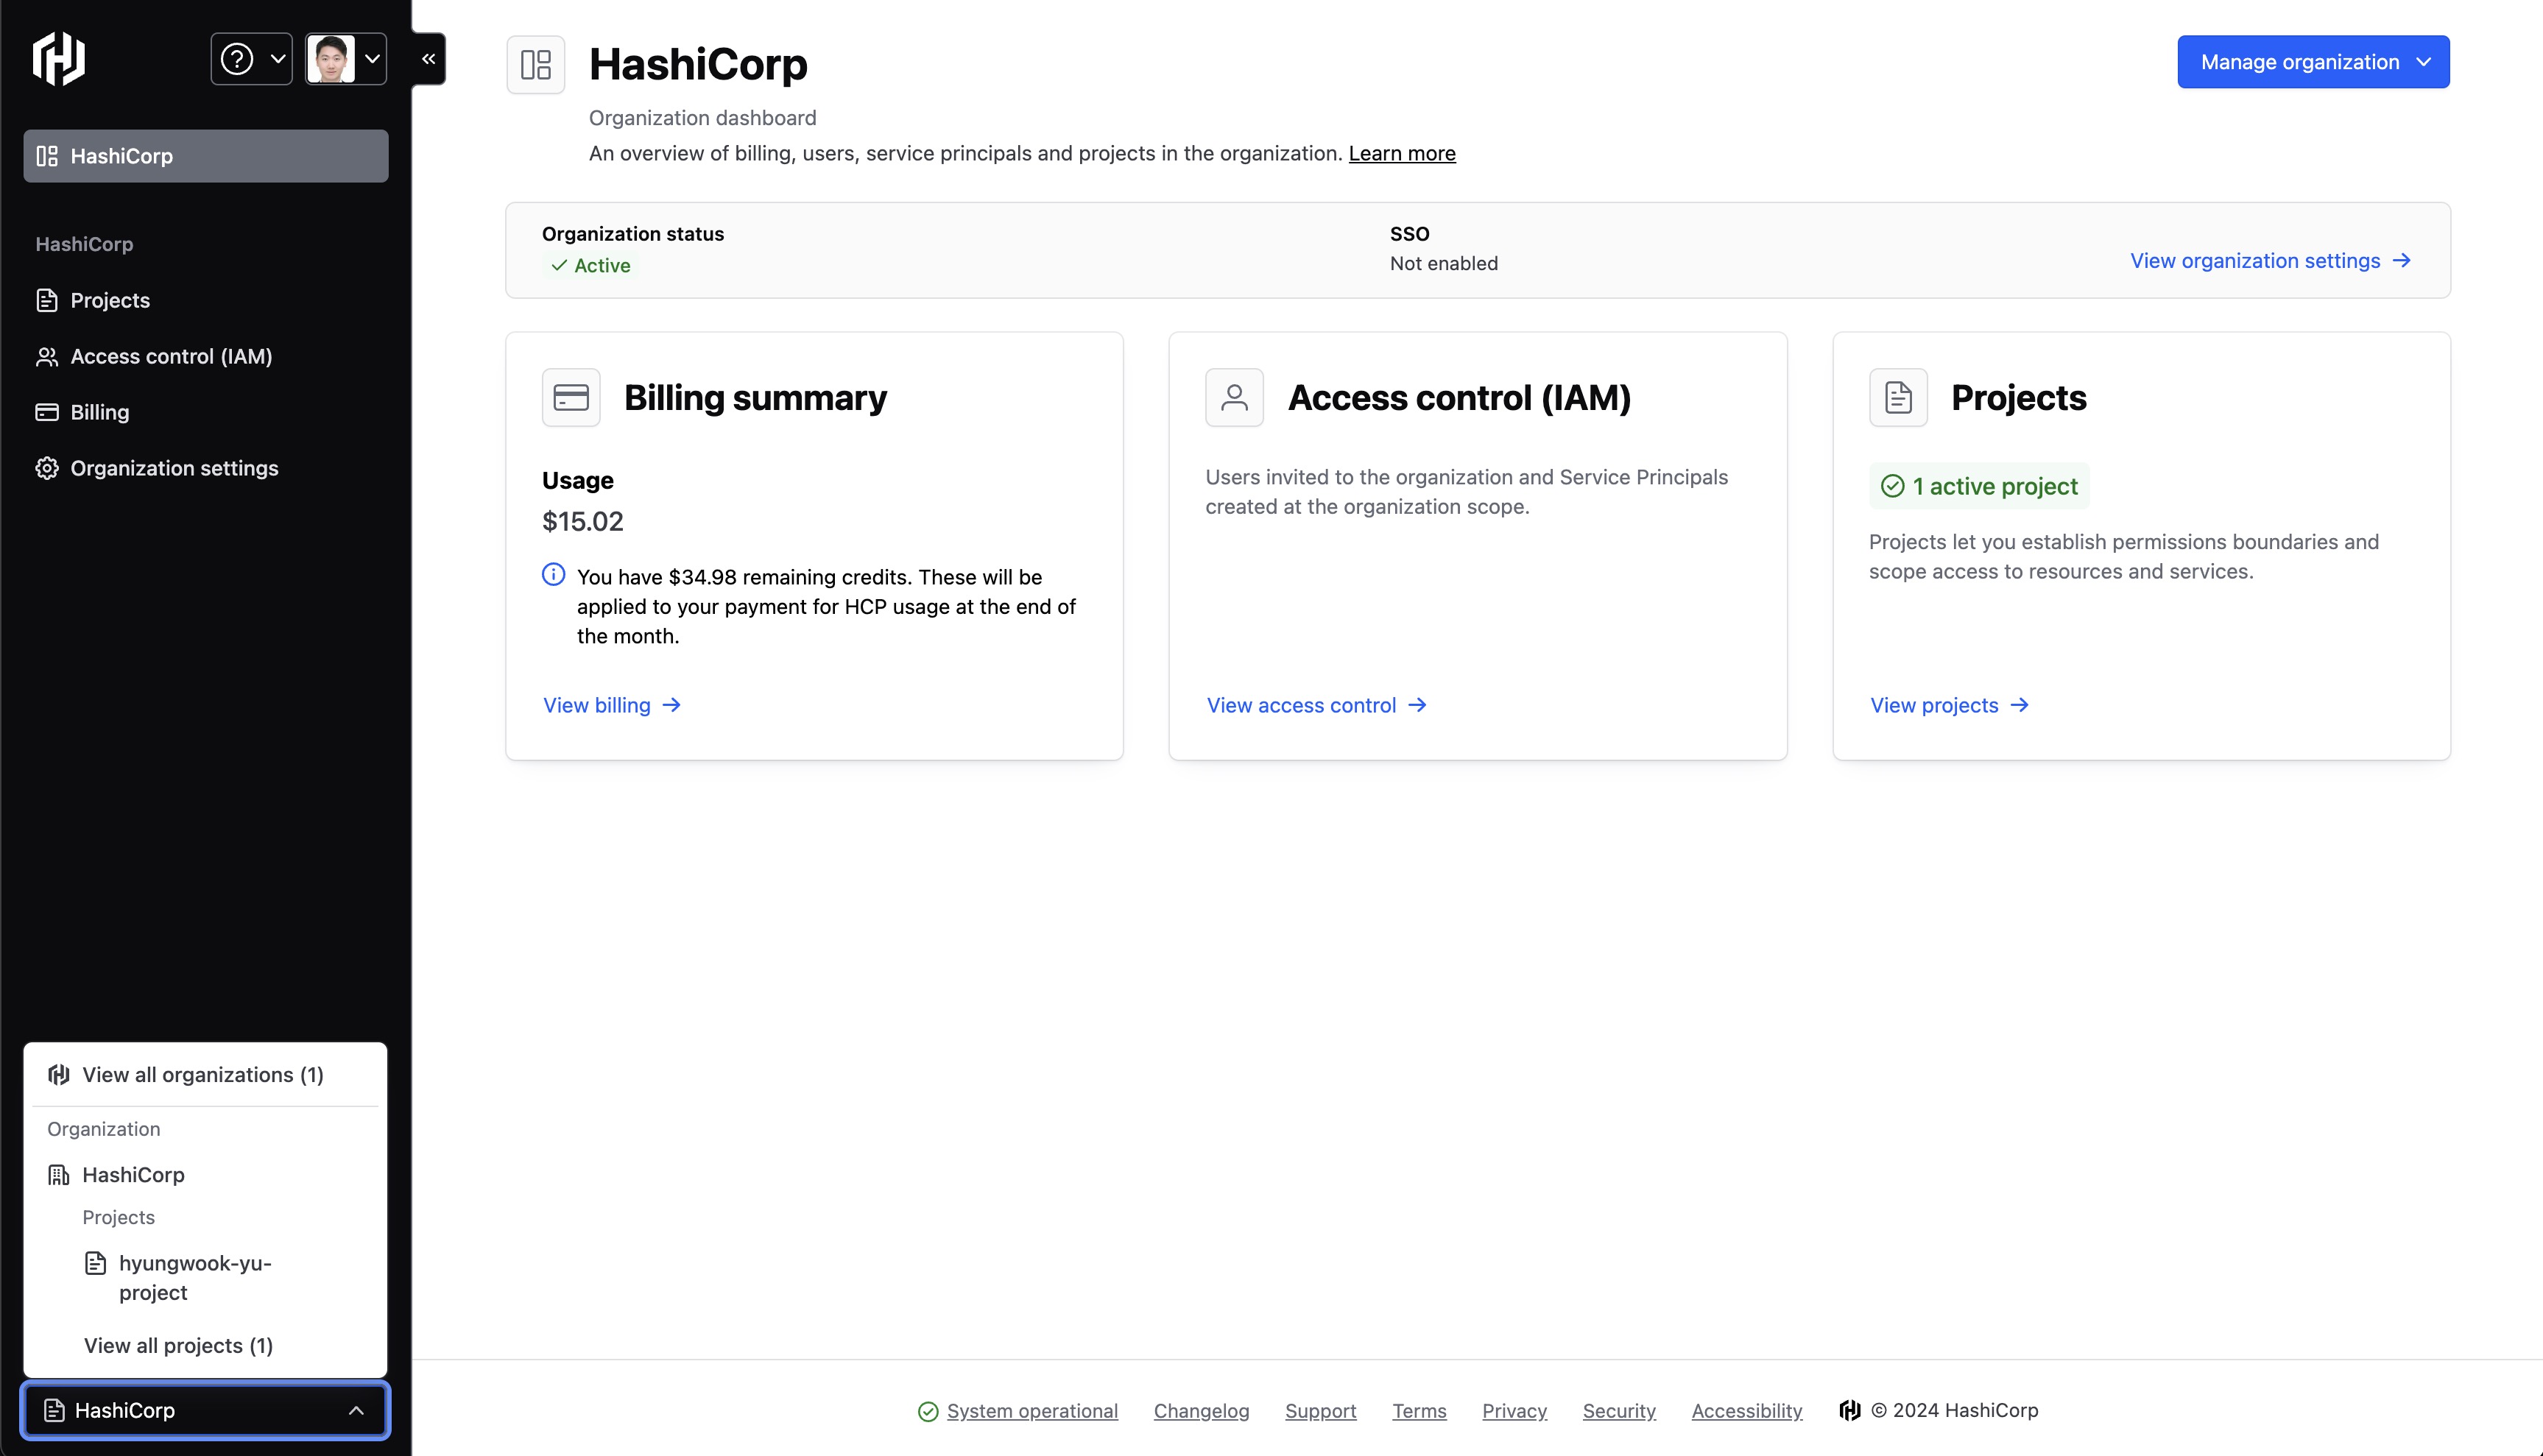 HashiCorp
HashiCorp
Projects
Access control (IAM)
Billing
Organization settings
View all organizations (1)
Organization
HashiCorp
Projects
hyungwook-yu-
project
View all projects (1)
HashiCorp
HashiCorp
Manage organization
Organization dashboard
An overview of billing, users, service principals and projects in the organization. Learn more
Organization status
Active
SSO
Not enabled
View organization settings
Billing summary
Usage
$15.02
You have $34.98 remaining credits. These will be
applied to your payment for HCP usage at the end of
the month.
View billing
Access control (IAM)
Users invited to the organization and Service Principals
created at the organization scope.
View access control
Projects
1 active project
Projects let you establish permissions boundaries and
scope access to resources and services.
View projects
System operational
Changelog
Support
Terms
Privacy
Security
Accessibility
© 2024 HashiCorp